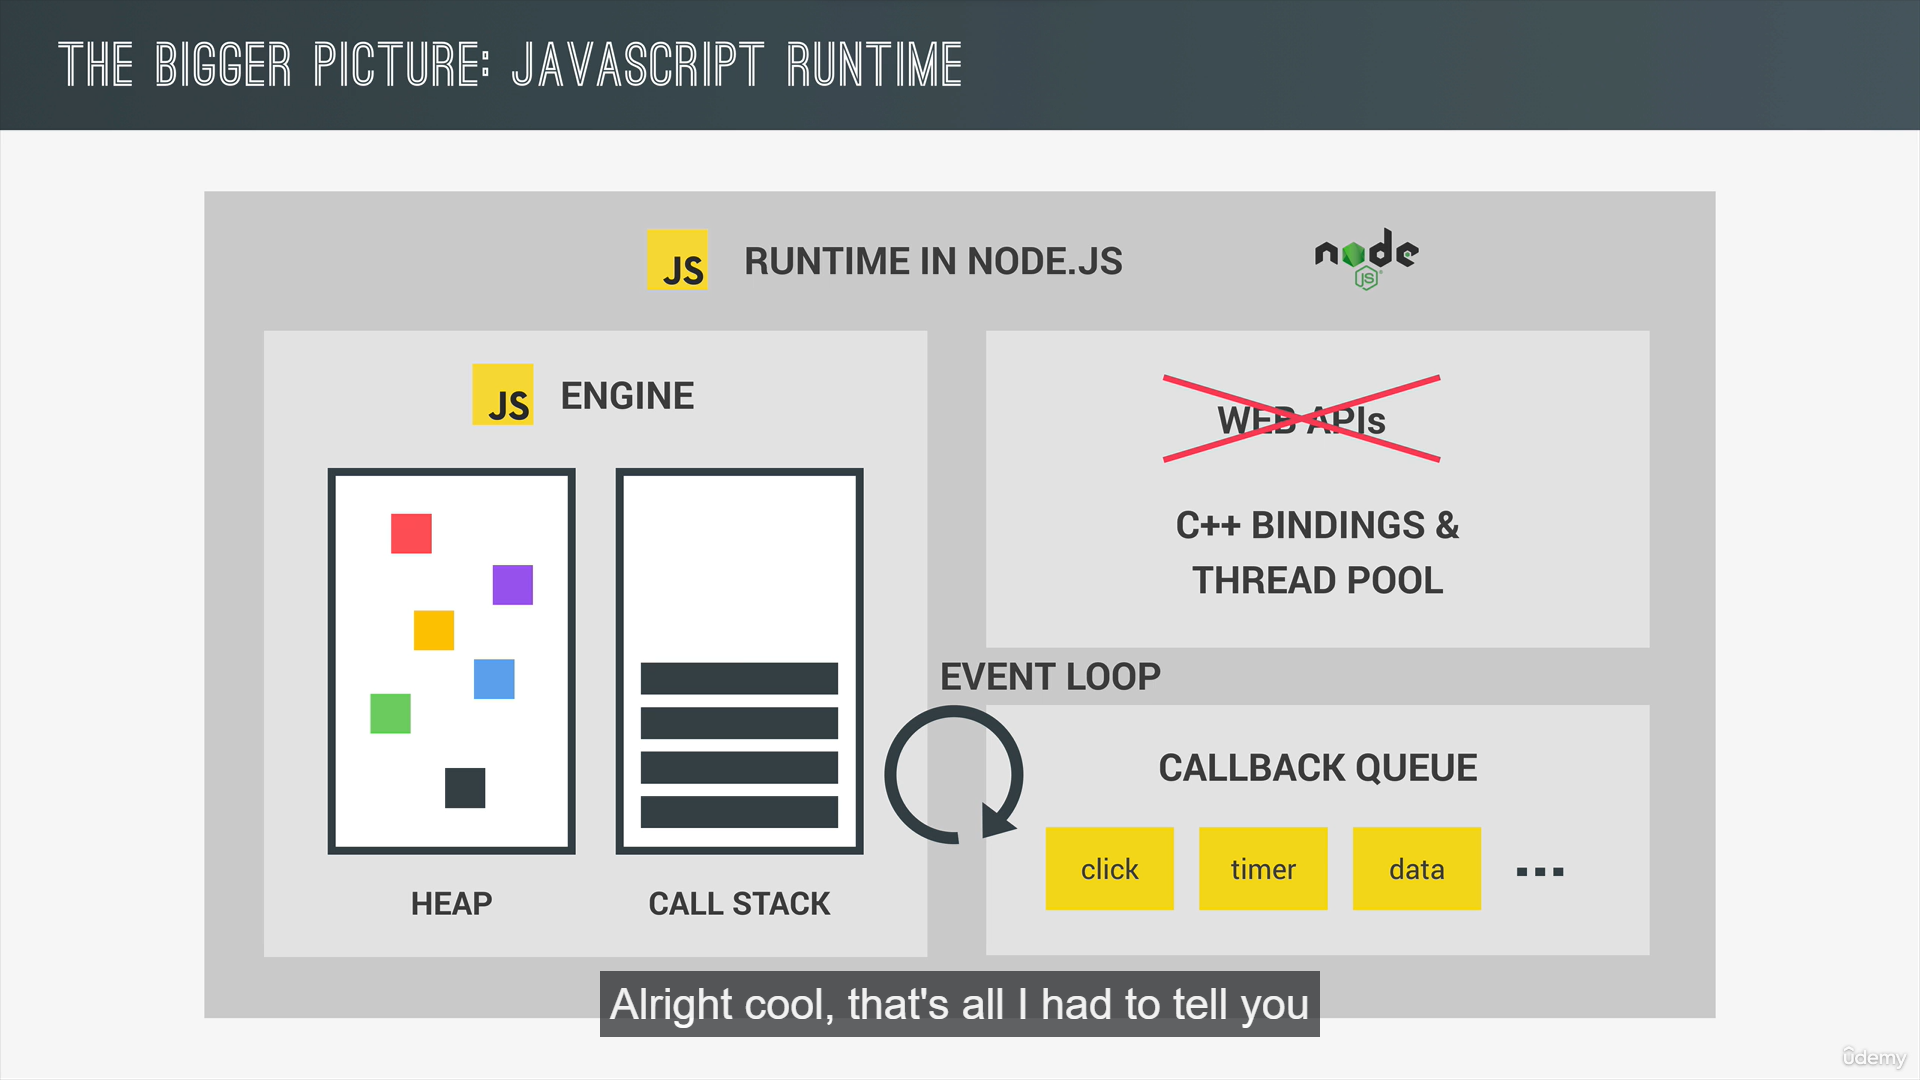 THE BIGGER PICTURE: JAVASCRIPT RUNTIME
JS RUNTIME IN NODE.JS
node
JS
JS ENGINE
WEB APIs
C++ BINDINGS &
THREAD POOL
EVENT LOOP
CALLBACK QUEUE
click timer data ...
HEAP CALL STACK
Alright cool, that's all I had to tell you
ûdemy